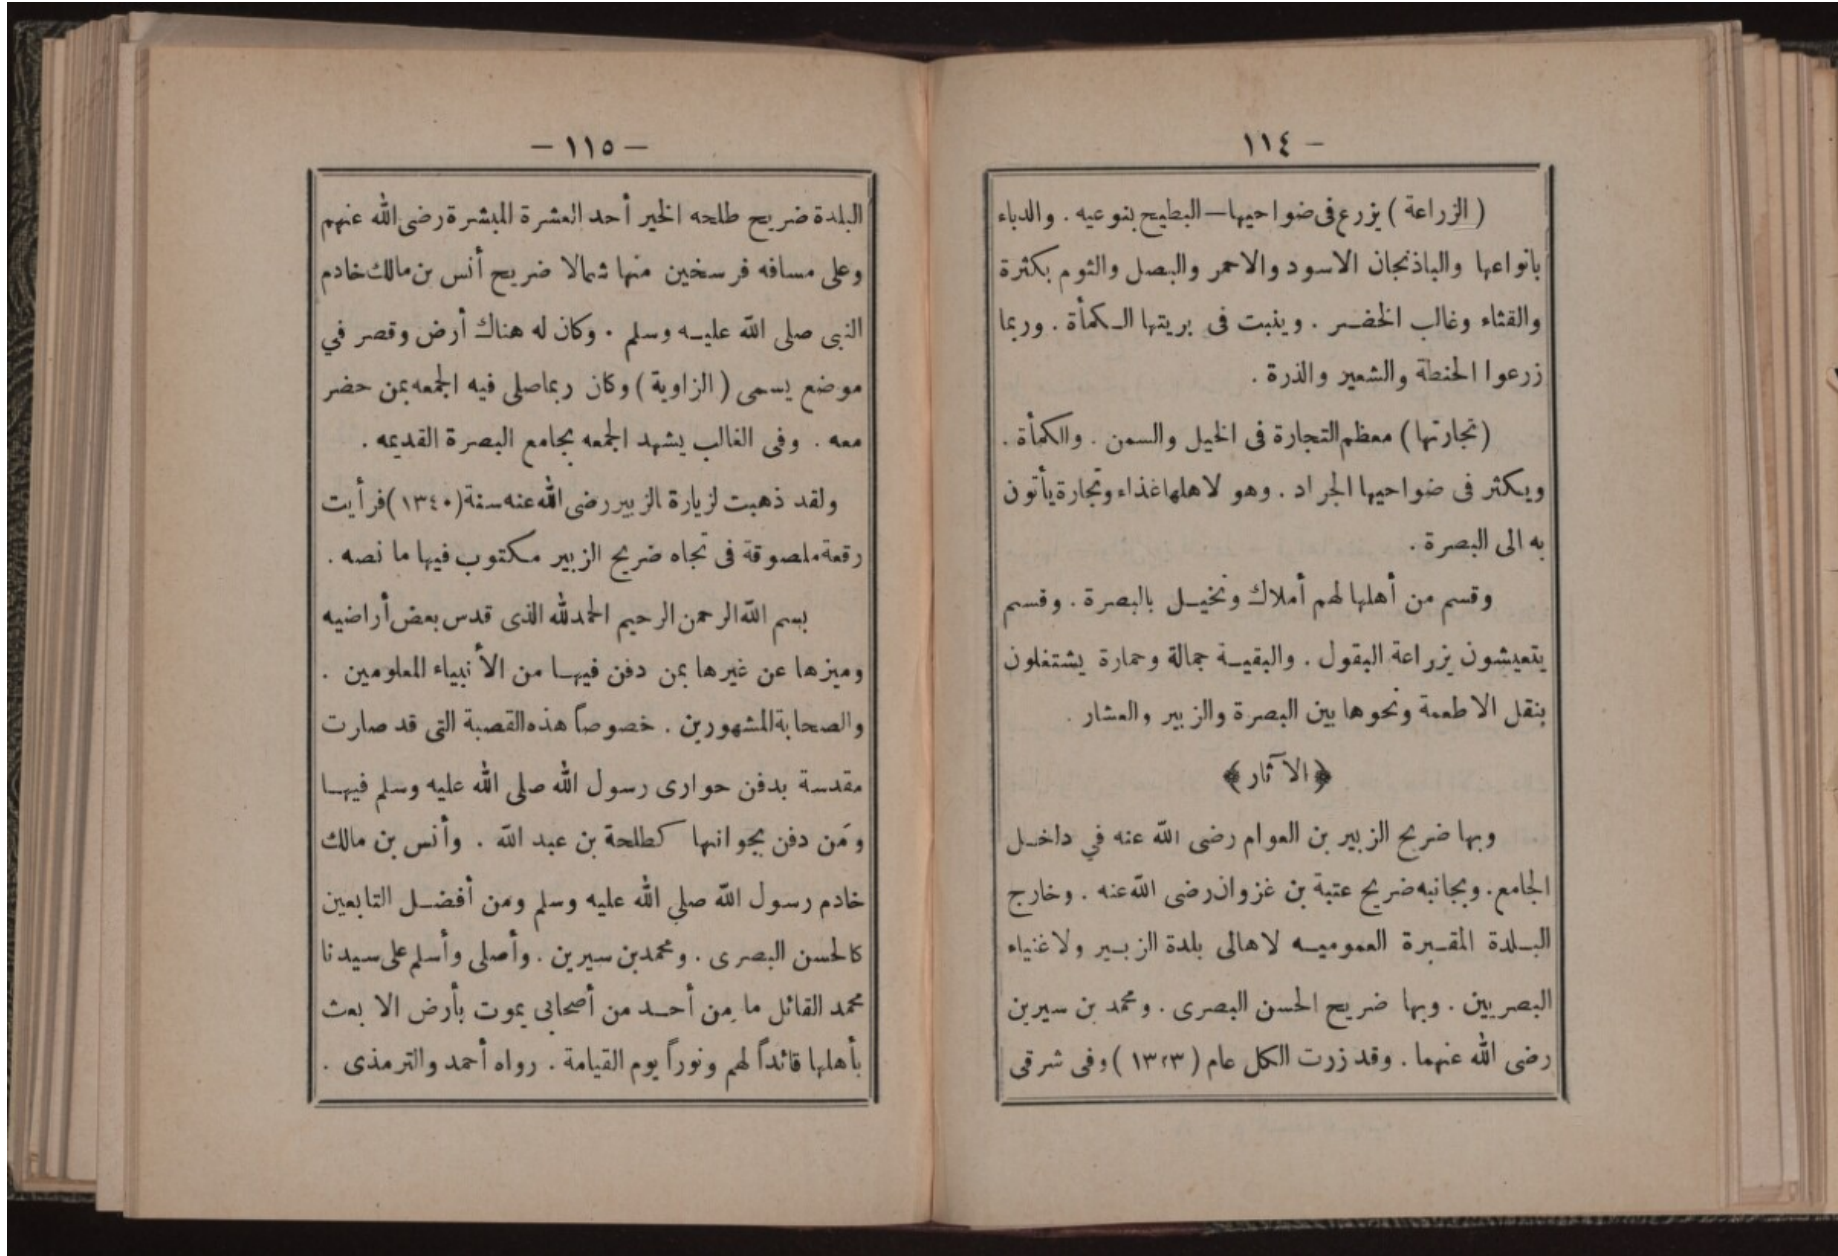 ١١٤ –
( الزراعة ) يزرع فى ضواحيها — البطيح بنوعيه . والدباء
بانواعها والباذنجان الاسود والاحمر والبصل والثوم بكثرة
والقثاء وغالب الخضر . وينبت فى بريتها الكمأة . وربما
زرعوا الحنطة والشعير والذرة .
( تجارتها ) معظم التجارة فى الخيل والسمن . والكمأة .
ويكثر فى ضواحيها الجراد . وهو لاهلها غذاء وتجارة يأتون
به الى البصرة .
وقسم من أهلها لهم أملاك ونخيل بالبصرة . وقسم
يتعيشون بزراعة البقول . والبقية جمالة وحمارة يشتغلون
بنقل الاطعمة ونحوها بين البصرة والزبير والعشار .
﴿ الآثار ﴾
وبها ضريح الزبير بن العوام رضى الله عنه في داخل
الجامع . وبجانبه ضريح عتبة بن غزوان رضى الله عنه . وخارج
البلدة المقبرة العموميه لاهالى بلدة الزبير ولاغنياء
البصريين . وبها ضريح الحسن البصرى . ومحمد بن سيرين
رضى الله عنهما . وقد زرت الكل عام ( ١٣٢٣ ) وفى شرقى
– ١١٥ –
البلدة ضريح طلحه الخير أحد العشرة المبشرة رضى الله عنهم
وعلى مسافه فرسخين منها شمالا ضريح أنس بن مالك خادم
النبى صلى الله عليه وسلم . وكان له هناك أرض وقصر في
موضع يسمى ( الزاوية ) وكان ربما صلى فيه الجمعه بمن حضر
معه . وفى الغالب يشهد الجمعه بجامع البصرة القديمه .
ولقد ذهبت لزيارة الزبير رضى الله عنه سنة ( ١٣٤٠ ) فرأيت
رقعة ملصوقة فى تجاه ضريح الزبير مكتوب فيها ما نصه .
بسم الله الرحمن الرحيم الحمد لله الذى قدس بعض أراضيه
وميزها عن غيرها بمن دفن فيها من الأنبياء المعلومين .
والصحابة المشهورين . خصوصاً هذه القصبة التى قد صارت
مقدسة بدفن حوارى رسول الله صلى الله عليه وسلم فيها
ومَن دفن بجوانبها كطلحة بن عبد الله . وأنس بن مالك
خادم رسول الله صلي الله عليه وسلم ومن أفضل التابعين
كالحسن البصرى . ومحمد بن سيرين . وأصلى وأسلم على سيدنا
محمد القائل ما مِن أحد من أصحابى يموت بأرض الا بعث
بأهلها قائداً لهم ونوراً يوم القيامة . رواه أحمد والترمذى .